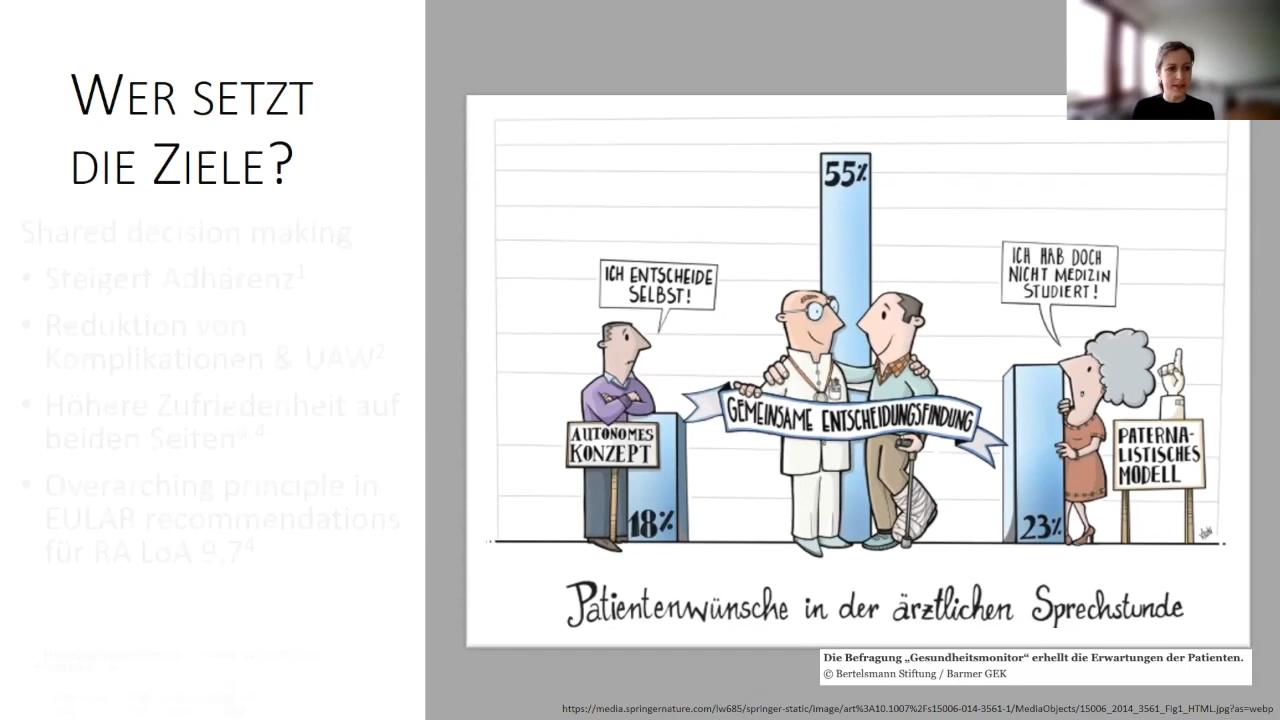 WER SETZT
DIE ZIELE?
Shared decision making
• Steigert Adhärenz¹
• Reduktion von
Komplikationen & UAW²
• Höhere Zufriedenheit auf
beiden Seiten
• Overarching principle in
EULAR recommendations
für RA LoA 9,7⁴
55%
ICH ENTSCHEIDE
SELBST!
ICH HAB DOCH
NICHT MEDIZIN
STUDIERT!
GEMEINSAME ENTSCHEIDUNGSFINDUNG
AUTONOMES
KONZEPT
18%
23%
PATERNA-
LISTISCHES
MODELL
Patientenwünsche in der ärztlichen Sprechstunde
Die Befragung „Gesundheitsmonitor“ erhellt die Erwartungen der Patienten.
© Bertelsmann Stiftung / Barmer GEK
https://media.springernature.com/lw685/springer-static/image/art%3A10.1007%2Fs15006-014-3561-1/MediaObjects/15006_2014_3561_Fig1_HTML.jpg?as=webp